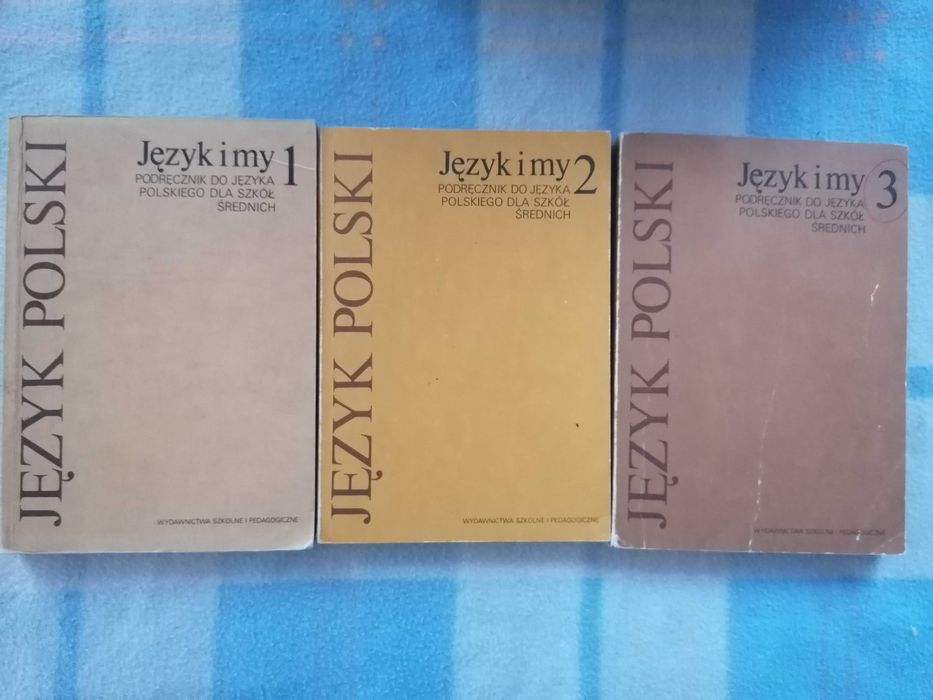 JĘZYK POLSKI
Język i my 1
PODRĘCZNIK DO JĘZYKA
POLSKIEGO DLA SZKÓŁ
ŚREDNICH
WYDAWNICTWA SZKOLNE I PEDAGOGICZNE
JĘZYK POLSKI
Język i my 2
PODRĘCZNIK DO JĘZYKA
POLSKIEGO DLA SZKÓŁ
ŚREDNICH
WYDAWNICTWA SZKOLNE I PEDAGOGICZNE
JĘZYK POLSKI
Język i my 3
PODRĘCZNIK DO JĘZYKA
POLSKIEGO DLA SZKÓŁ
ŚREDNICH
WYDAWNICTWA SZKOLNE I PEDAGOGICZNE